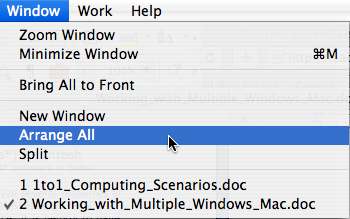 Window Work Help
Zoom Window
Minimize Window ⌘M
Bring All to Front
New Window
Arrange All
Split
1 1to1_Computing_Scenarios.doc
✓ 2 Working_with_Multiple_Windows_Mac.doc